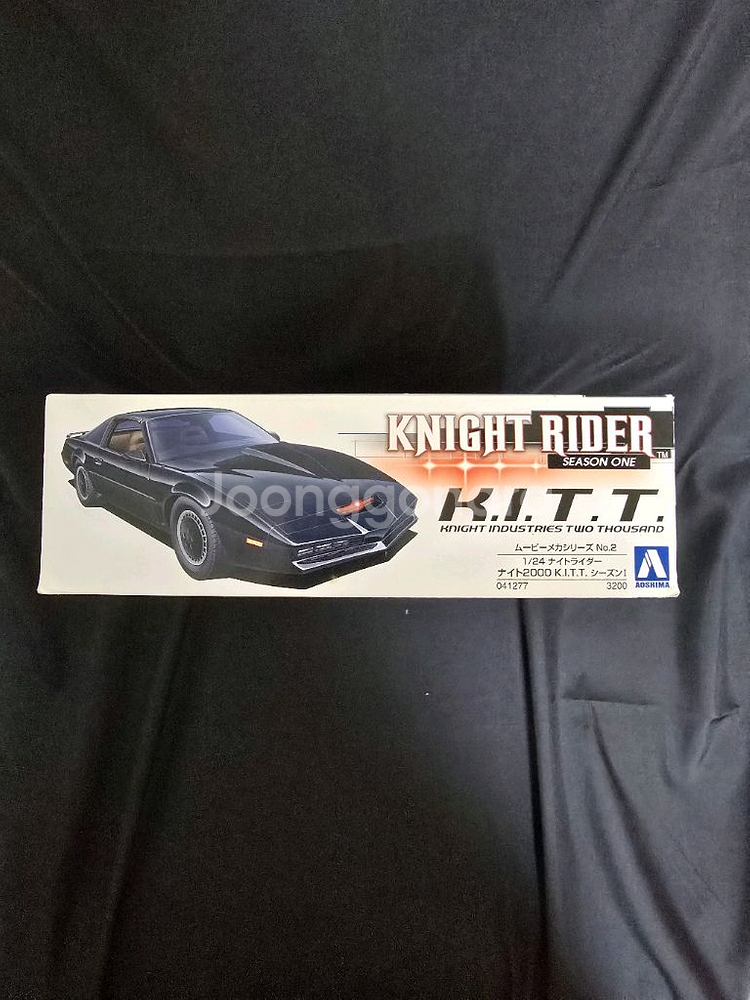 KNIGHT RIDER TM
SEASON ONE
K.I.T.T.
KNIGHT INDUSTRIES TWO THOUSAND
ムービーメカシリーズ No.2
1/24 ナイトライダー
ナイト2000 K.I.T.T. シーズンI
041277 3200
AOSHIMA